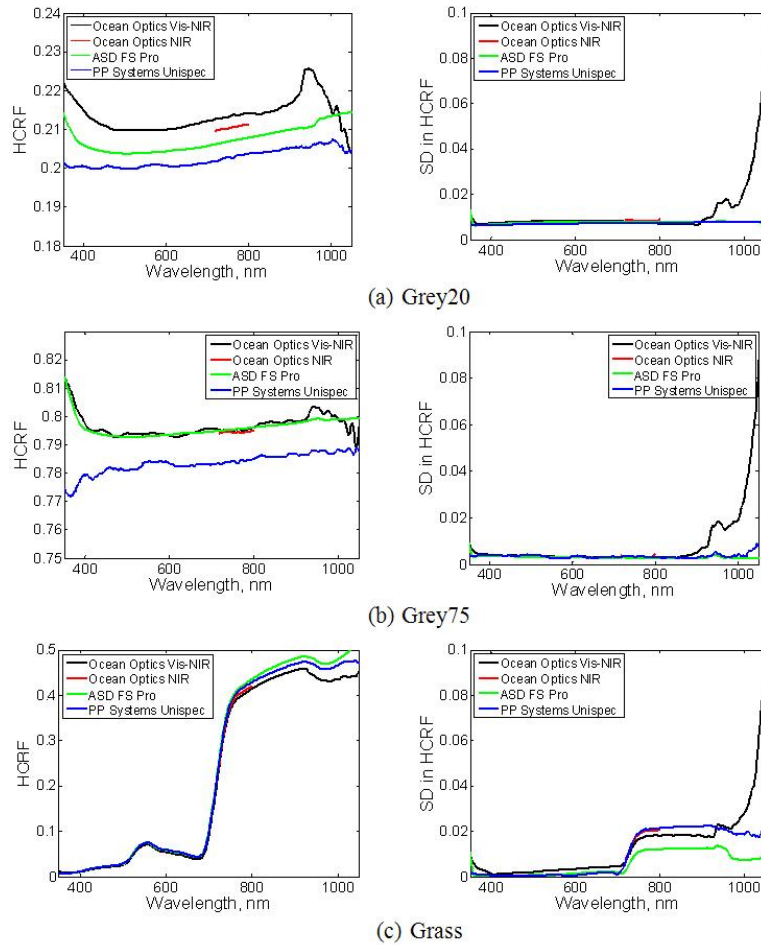 0.24
0.23
0.22
0.21
0.2
0.19
0.18
HCRF
Ocean Optics Vis-NIR
Ocean Optics NIR
ASD FS Pro
PP Systems Unispec
400 600 800 1000
Wavelength, nm
0.1
0.08
0.06
0.04
0.02
0
SD in HCRF
Ocean Optics Vis-NIR
Ocean Optics NIR
ASD FS Pro
PP Systems Unispec
400 600 800 1000
Wavelength, nm
(a) Grey20
0.83
0.82
0.81
0.8
0.79
0.78
0.77
0.76
0.75
HCRF
Ocean Optics Vis-NIR
Ocean Optics NIR
ASD FS Pro
PP Systems Unispec
400 600 800 1000
Wavelength, nm
0.1
0.08
0.06
0.04
0.02
0
SD in HCRF
Ocean Optics Vis-NIR
Ocean Optics NIR
ASD FS Pro
PP Systems Unispec
400 600 800 1000
Wavelength, nm
(b) Grey75
0.5
0.4
0.3
0.2
0.1
0
HCRF
Ocean Optics Vis-NIR
Ocean Optics NIR
ASD FS Pro
PP Systems Unispec
400 600 800 1000
Wavelength, nm
0.1
0.08
0.06
0.04
0.02
0
SD in HCRF
Ocean Optics Vis-NIR
Ocean Optics NIR
ASD FS Pro
PP Systems Unispec
400 600 800 1000
Wavelength, nm
(c) Grass